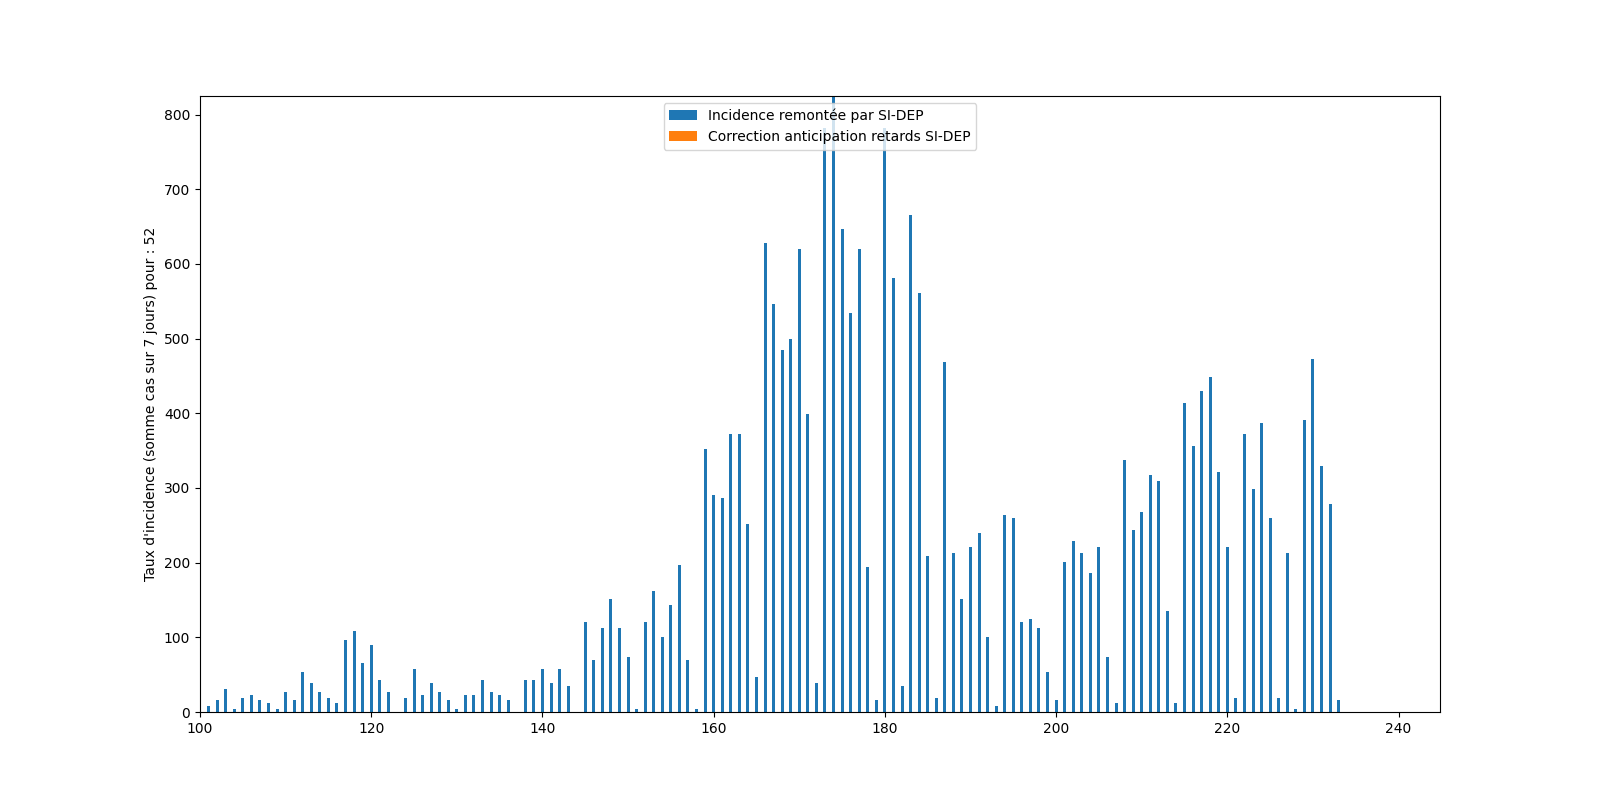 Incidence remontée par SI-DEP
Correction anticipation retards SI-DEP
Taux d'incidence (somme cas sur 7 jours) pour : 52
800
700
600
500
400
300
200
100
0
100 120 140 160 180 200 220 240